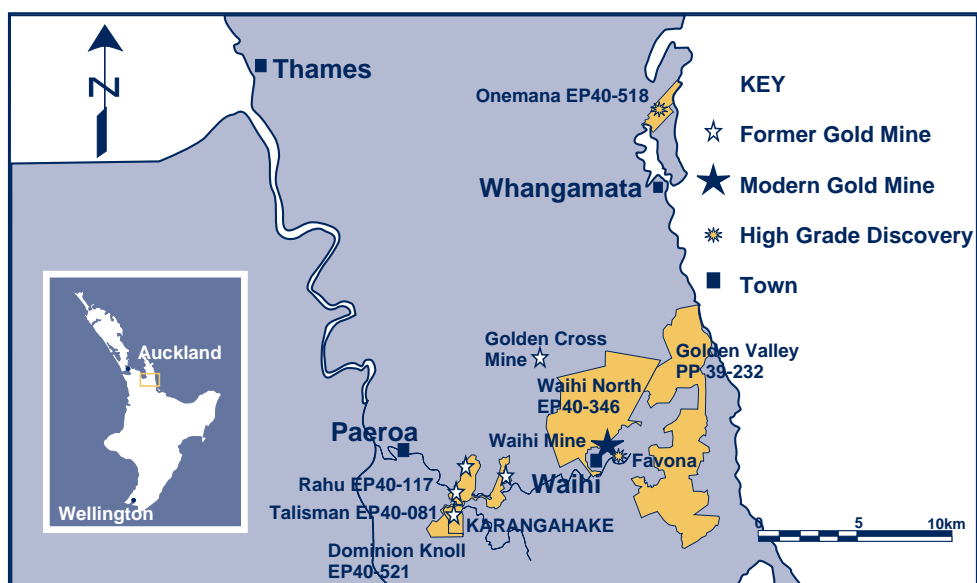 N
Thames
Onemana EP40-518
Whangamata
KEY
Former Gold Mine
Modern Gold Mine
High Grade Discovery
Town
Auckland
Wellington
Golden Cross
Mine
Golden Valley
PP 39-232
Waihi North
EP40-346
Waihi Mine
Favona
Waihi
Paeroa
Rahu EP40-117
Talisman EP40-081
KARANGAHAKE
Dominion Knoll
EP40-521
0 5 10km